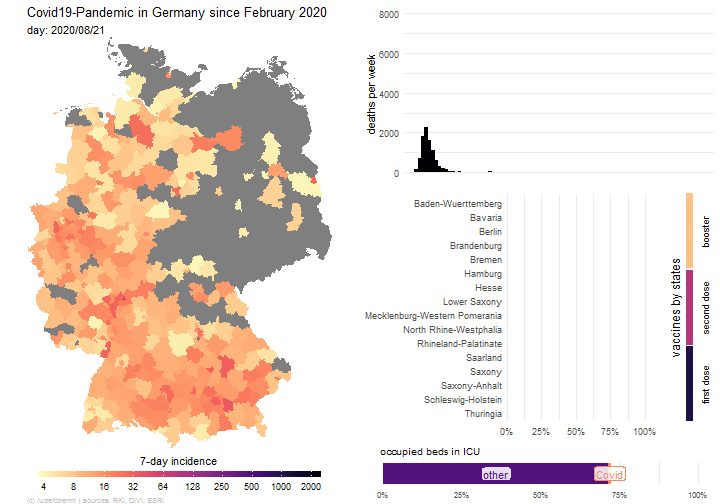 Covid19-Pandemic in Germany since February 2020
day: 2020/08/21
7-day incidence
4 8 16 32 64 128 250 500 1000 2000
(c) /u/zeitbrennt | sources: RKI, DIVI, ESRI
deaths per week
8000
6000
4000
2000
0
Baden-Wuerttemberg
Bavaria
Berlin
Brandenburg
Bremen
Hamburg
Hesse
Lower Saxony
Mecklenburg-Western Pomerania
North Rhine-Westphalia
Rhineland-Palatinate
Saarland
Saxony
Saxony-Anhalt
Schleswig-Holstein
Thuringia
0% 25% 50% 75% 100%
vaccines by states
booster
second dose
first dose
occupied beds in ICU
other Covid
0% 25% 50% 75% 100%